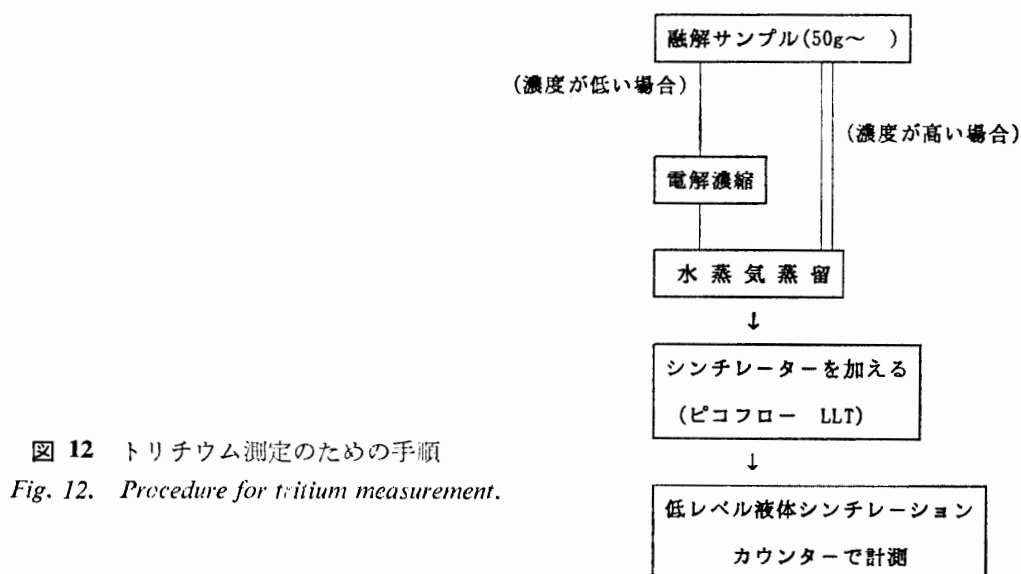 融解サンプル(50g～　)
(濃度が低い場合)
(濃度が高い場合)
電解濃縮
水 蒸 気 蒸 留
↓
シンチレーターを加える
(ピコフロー　LLT)
↓
低レベル液体シンチレーション
カウンターで計測
図 12　トリチウム測定のための手順
Fig. 12. Procedure for tritium measurement.